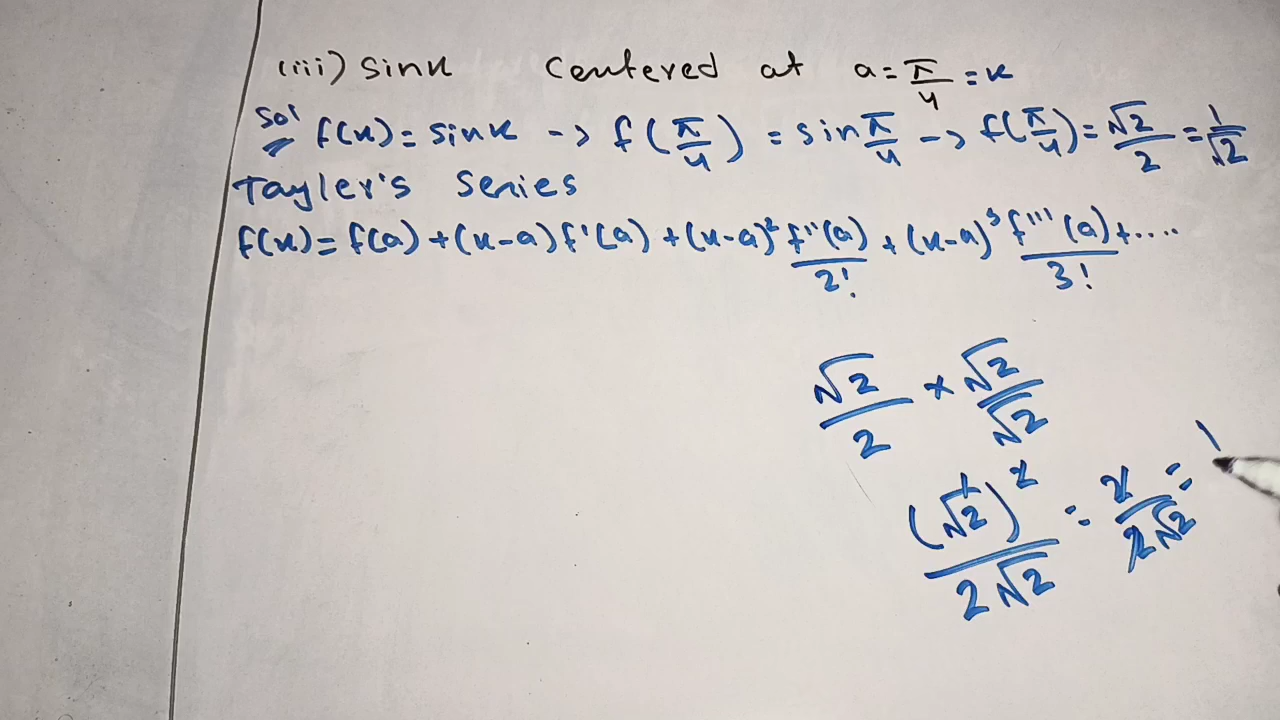 (iii) sinx centered at a = π/4 = x
Sol f(x) = sinx -> f(π/4) = sin π/4 -> f(π/4) = √2/2 = 1/√2
Tayler's Series
f(x) = f(a) + (x-a) f'(a) + (x-a)² f''(a)/2! + (x-a)³ f'''(a)/3! + ....
√2/2 × √2/√2
(√2)²/2√2 = 2/2√2 = 1